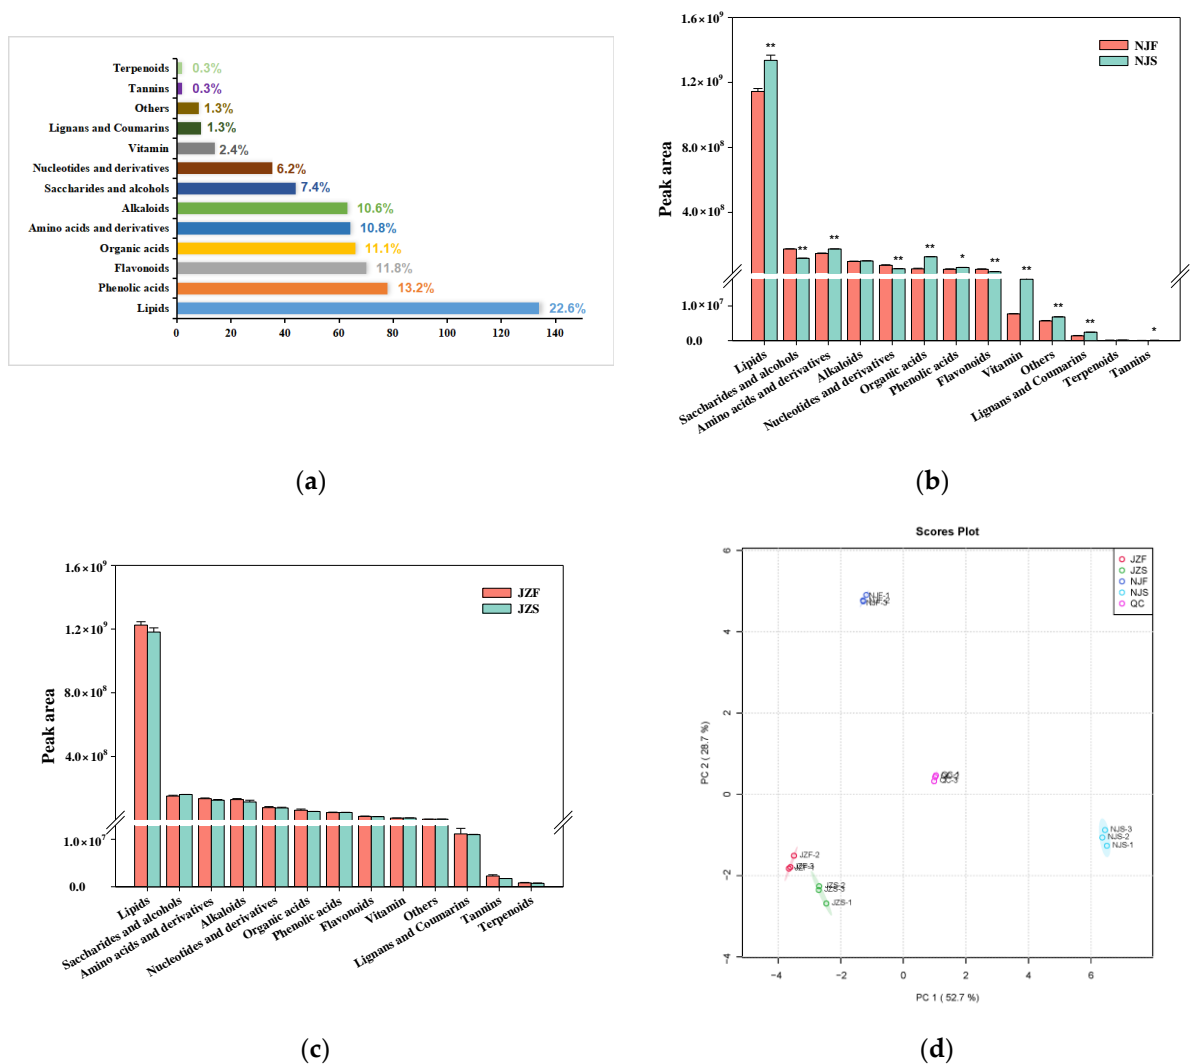 Terpenoids 0.3%
Tannins 0.3%
Others 1.3%
Lignans and Coumarins 1.3%
Vitamin 2.4%
Nucleotides and derivatives 6.2%
Saccharides and alcohols 7.4%
Alkaloids 10.6%
Amino acids and derivatives 10.8%
Organic acids 11.1%
Flavonoids 11.8%
Phenolic acids 13.2%
Lipids 22.6%
0 20 40 60 80 100 120 140
(a)
1.6×10⁹
1.2×10⁹
8.0×10⁸
4.0×10⁸
1.0×10⁷
0.0
Peak area
NJF
NJS
** ** ** ** ** * ** ** ** ** *
Lipids
Saccharides and alcohols
Amino acids and derivatives
Alkaloids
Nucleotides and derivatives
Organic acids
Phenolic acids
Flavonoids
Vitamin
Others
Lignans and Coumarins
Terpenoids
Tannins
(b)
1.6×10⁹
1.2×10⁹
8.0×10⁸
4.0×10⁸
1.0×10⁷
0.0
Peak area
JZF
JZS
Lipids
Saccharides and alcohols
Amino acids and derivatives
Alkaloids
Nucleotides and derivatives
Organic acids
Phenolic acids
Flavonoids
Vitamin
Others
Lignans and Coumarins
Tannins
Terpenoids
(c)
Scores Plot
JZF
JZS
NJF
NJS
QC
NJF-1
NJF-3
NJS-3
NJS-2
NJS-1
JZF-2
JZS-2
JZS-3
JZS-1
6
4
2
0
−2
−4
PC 2 ( 28.7 %)
−4 −2 0 2 4 6
PC 1 ( 52.7 %)
(d)